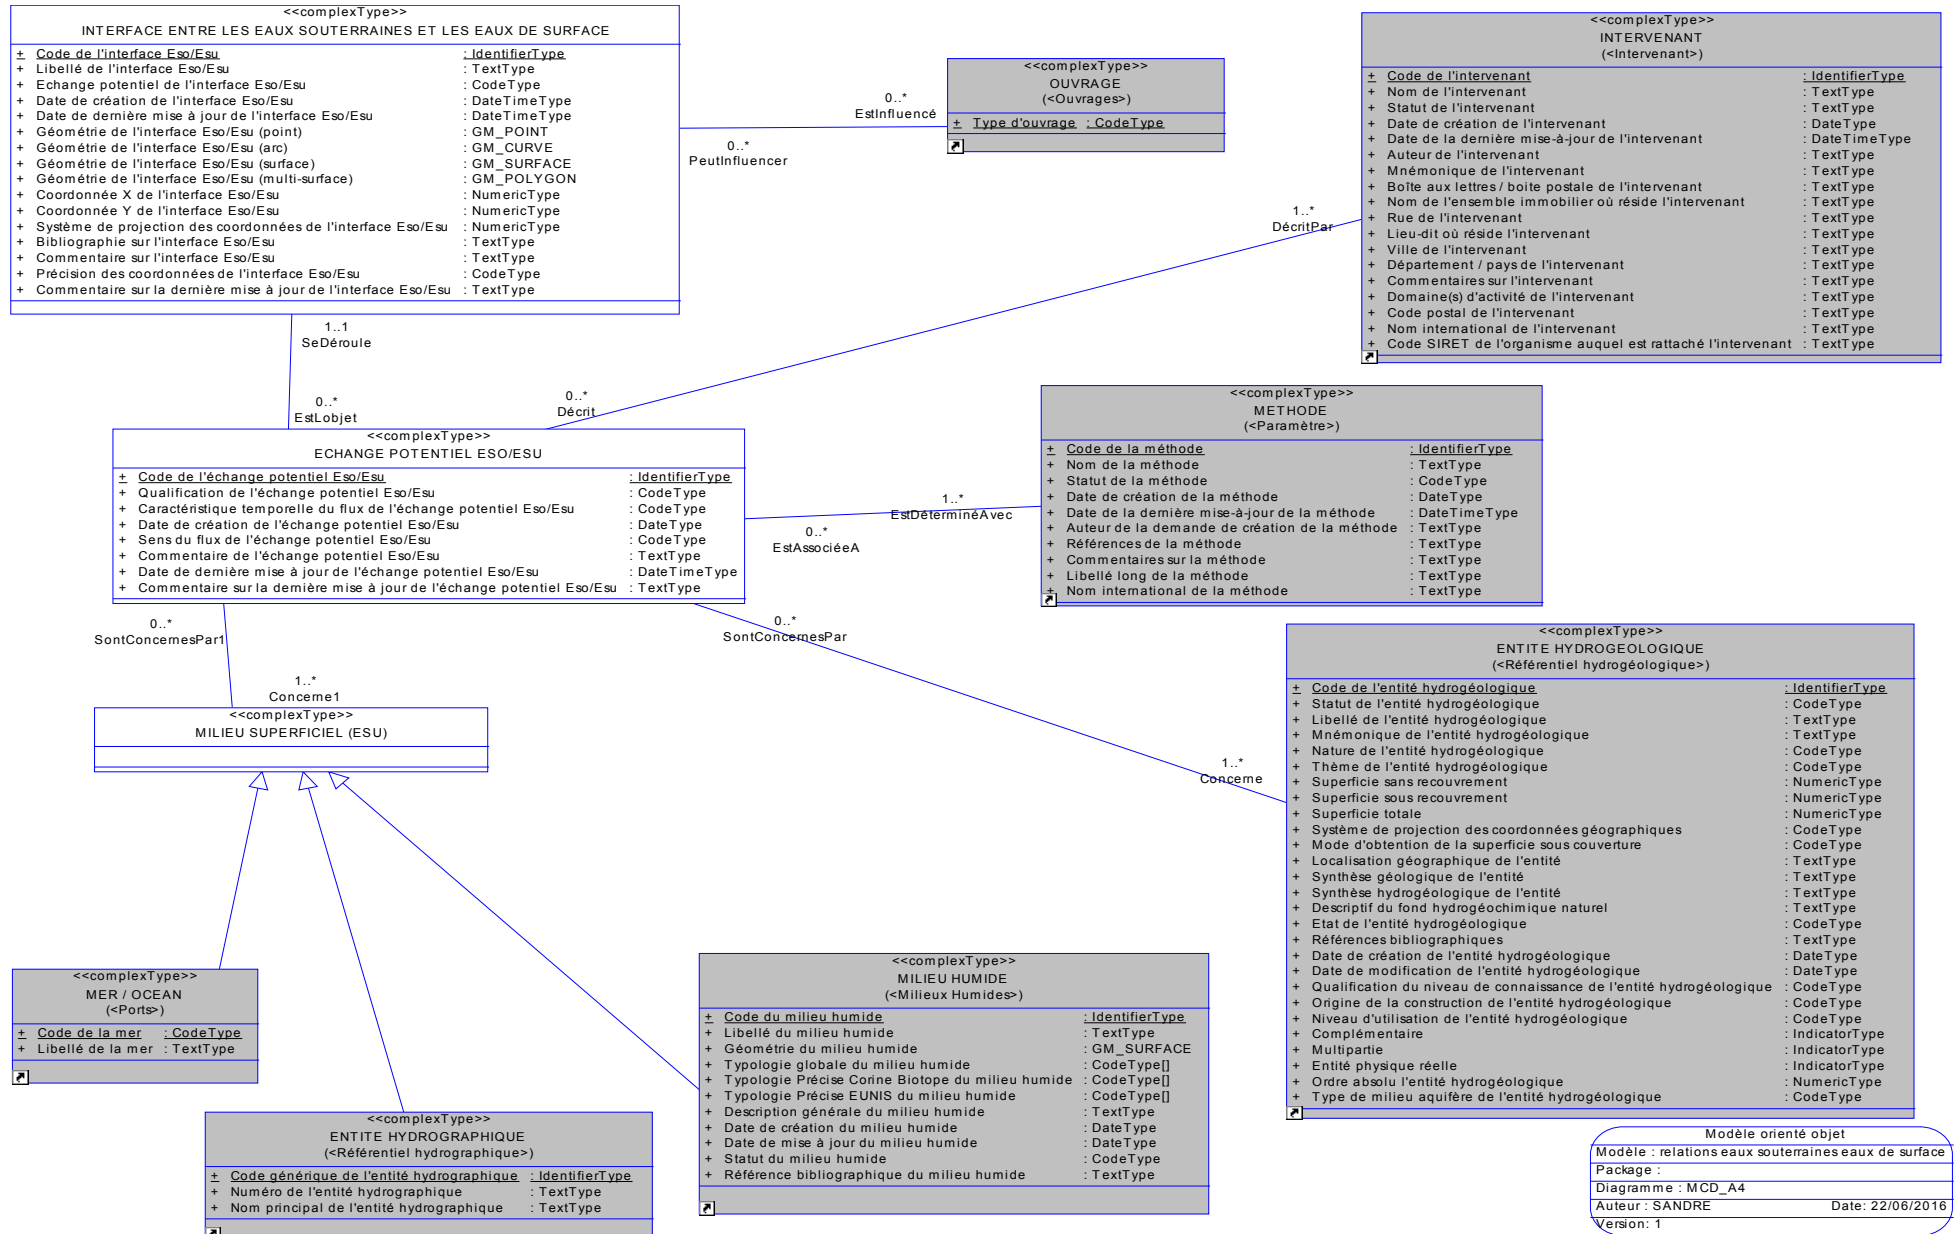 <<complexType>>
INTERFACE ENTRE LES EAUX SOUTERRAINES ET LES EAUX DE SURFACE
+ Code de l'interface Eso/Esu : IdentifierType
+ Libellé de l'interface Eso/Esu : TextType
+ Echange potentiel de l'interface Eso/Esu : CodeType
+ Date de création de l'interface Eso/Esu : DateTimeType
+ Date de dernière mise à jour de l'interface Eso/Esu : DateTimeType
+ Géométrie de l'interface Eso/Esu (point) : GM_POINT
+ Géométrie de l'interface Eso/Esu (arc) : GM_CURVE
+ Géométrie de l'interface Eso/Esu (surface) : GM_SURFACE
+ Géométrie de l'interface Eso/Esu (multi-surface) : GM_POLYGON
+ Coordonnée X de l'interface Eso/Esu : NumericType
+ Coordonnée Y de l'interface Eso/Esu : NumericType
+ Système de projection des coordonnées de l'interface Eso/Esu : NumericType
+ Bibliographie sur l'interface Eso/Esu : TextType
+ Commentaire sur l'interface Eso/Esu : TextType
+ Précision des coordonnées de l'interface Eso/Esu : CodeType
+ Commentaire sur la dernière mise à jour de l'interface Eso/Esu : TextType
0..*
EstInfluencé
0..*
PeutInfluencer
<<complexType>>
OUVRAGE
(<Ouvrages>)
+ Type d'ouvrage : CodeType
<<complexType>>
INTERVENANT
(<Intervenant>)
+ Code de l'intervenant : IdentifierType
+ Nom de l'intervenant : TextType
+ Statut de l'intervenant : TextType
+ Date de création de l'intervenant : DateType
+ Date de la dernière mise-à-jour de l'intervenant : DateTimeType
+ Auteur de l'intervenant : TextType
+ Mnémonique de l'intervenant : TextType
+ Boîte aux lettres / boite postale de l'intervenant : TextType
+ Nom de l'ensemble immobilier où réside l'intervenant : TextType
+ Rue de l'intervenant : TextType
+ Lieu-dit où réside l'intervenant : TextType
+ Ville de l'intervenant : TextType
+ Département / pays de l'intervenant : TextType
+ Commentaires sur l'intervenant : TextType
+ Domaine(s) d'activité de l'intervenant : TextType
+ Code postal de l'intervenant : TextType
+ Nom international de l'intervenant : TextType
+ Code SIRET de l'organisme auquel est rattaché l'intervenant : TextType
1..*
DécritPar
1..1
SeDéroule
0..*
EstLobjet
0..*
Décrit
<<complexType>>
ECHANGE POTENTIEL ESO/ESU
+ Code de l'échange potentiel Eso/Esu : IdentifierType
+ Qualification de l'échange potentiel Eso/Esu : CodeType
+ Caractéristique temporelle du flux de l'échange potentiel Eso/Esu : CodeType
+ Date de création de l'échange potentiel Eso/Esu : DateType
+ Sens du flux de l'échange potentiel Eso/Esu : CodeType
+ Commentaire de l'échange potentiel Eso/Esu : TextType
+ Date de dernière mise à jour de l'échange potentiel Eso/Esu : DateTimeType
+ Commentaire sur la dernière mise à jour de l'échange potentiel Eso/Esu : TextType
1..*
EstDéterminéAvec
0..*
EstAssociéeA
<<complexType>>
METHODE
(<Paramètre>)
+ Code de la méthode : IdentifierType
+ Nom de la méthode : TextType
+ Statut de la méthode : CodeType
+ Date de création de la méthode : DateType
+ Date de la dernière mise-à-jour de la méthode : DateTimeType
+ Auteur de la demande de création de la méthode : TextType
+ Références de la méthode : TextType
+ Commentaires sur la méthode : TextType
+ Libellé long de la méthode : TextType
+ Nom international de la méthode : TextType
0..*
SontConcernesPar1
1..*
Concerne1
0..*
SontConcernesPar
1..*
Concerne
<<complexType>>
MILIEU SUPERFICIEL (ESU)
<<complexType>>
ENTITE HYDROGEOLOGIQUE
(<Référentiel hydrogéologique>)
+ Code de l'entité hydrogéologique : IdentifierType
+ Statut de l'entité hydrogéologique : CodeType
+ Libellé de l'entité hydrogéologique : TextType
+ Mnémonique de l'entité hydrogéologique : TextType
+ Nature de l'entité hydrogéologique : CodeType
+ Thème de l'entité hydrogéologique : CodeType
+ Superficie sans recouvrement : NumericType
+ Superficie sous recouvrement : NumericType
+ Superficie totale : NumericType
+ Système de projection des coordonnées géographiques : CodeType
+ Mode d'obtention de la superficie sous couverture : CodeType
+ Localisation géographique de l'entité : TextType
+ Synthèse géologique de l'entité : TextType
+ Synthèse hydrogéologique de l'entité : TextType
+ Descriptif du fond hydrogéochimique naturel : TextType
+ Etat de l'entité hydrogéologique : CodeType
+ Références bibliographiques : TextType
+ Date de création de l'entité hydrogéologique : DateType
+ Date de modification de l'entité hydrogéologique : DateType
+ Qualification du niveau de connaissance de l'entité hydrogéologique : CodeType
+ Origine de la construction de l'entité hydrogéologique : CodeType
+ Niveau d'utilisation de l'entité hydrogéologique : CodeType
+ Complémentaire : IndicatorType
+ Multipartie : IndicatorType
+ Entité physique réelle : IndicatorType
+ Ordre absolu l'entité hydrogéologique : NumericType
+ Type de milieu aquifère de l'entité hydrogéologique : CodeType
<<complexType>>
MER / OCEAN
(<Ports>)
+ Code de la mer : CodeType
+ Libellé de la mer : TextType
<<complexType>>
MILIEU HUMIDE
(<Milieux Humides>)
+ Code du milieu humide : IdentifierType
+ Libellé du milieu humide : TextType
+ Géométrie du milieu humide : GM_SURFACE
+ Typologie globale du milieu humide : CodeType[]
+ Typologie Précise Corine Biotope du milieu humide : CodeType[]
+ Typologie Précise EUNIS du milieu humide : CodeType[]
+ Description générale du milieu humide : TextType
+ Date de création du milieu humide : DateType
+ Date de mise à jour du milieu humide : DateType
+ Statut du milieu humide : CodeType
+ Référence bibliographique du milieu humide : TextType
<<complexType>>
ENTITE HYDROGRAPHIQUE
(<Référentiel hydrographique>)
+ Code générique de l'entité hydrographique : IdentifierType
+ Numéro de l'entité hydrographique : TextType
+ Nom principal de l'entité hydrographique : TextType
Modèle orienté objet
Modèle : relations eaux souterraines eaux de surface
Package :
Diagramme : MCD_A4
Auteur : SANDRE Date: 22/06/2016
Version: 1